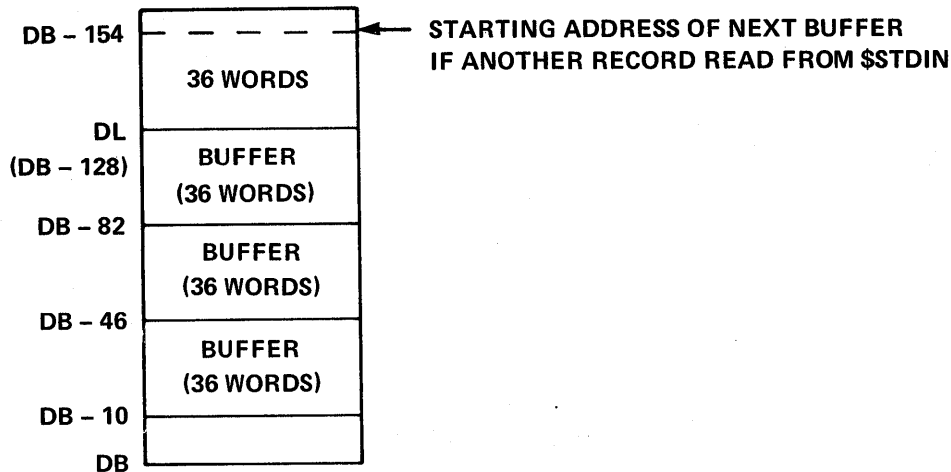 DB – 154
STARTING ADDRESS OF NEXT BUFFER
IF ANOTHER RECORD READ FROM $STDIN
36 WORDS
DL
(DB – 128)
BUFFER
(36 WORDS)
DB – 82
BUFFER
(36 WORDS)
DB – 46
BUFFER
(36 WORDS)
DB – 10
DB